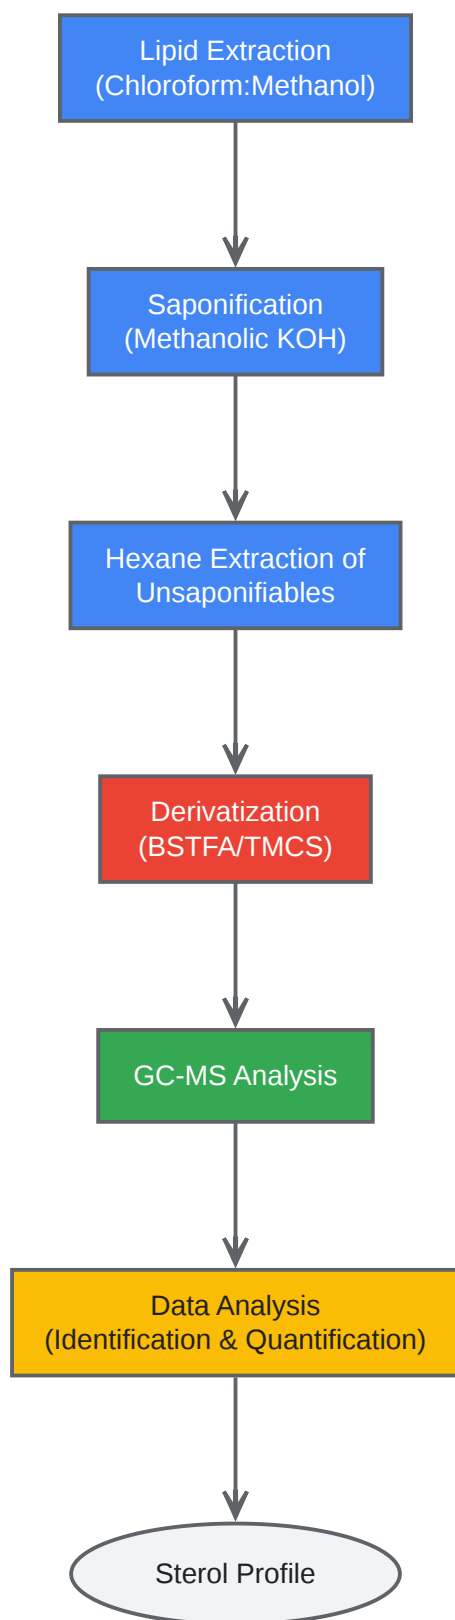 Lipid Extraction
(Chloroform:Methanol)
Saponification
(Methanolic KOH)
Hexane Extraction of
Unsaponifiables
Derivatization
(BSTFA/TMCS)
GC-MS Analysis
Data Analysis
(Identification & Quantification)
Sterol Profile